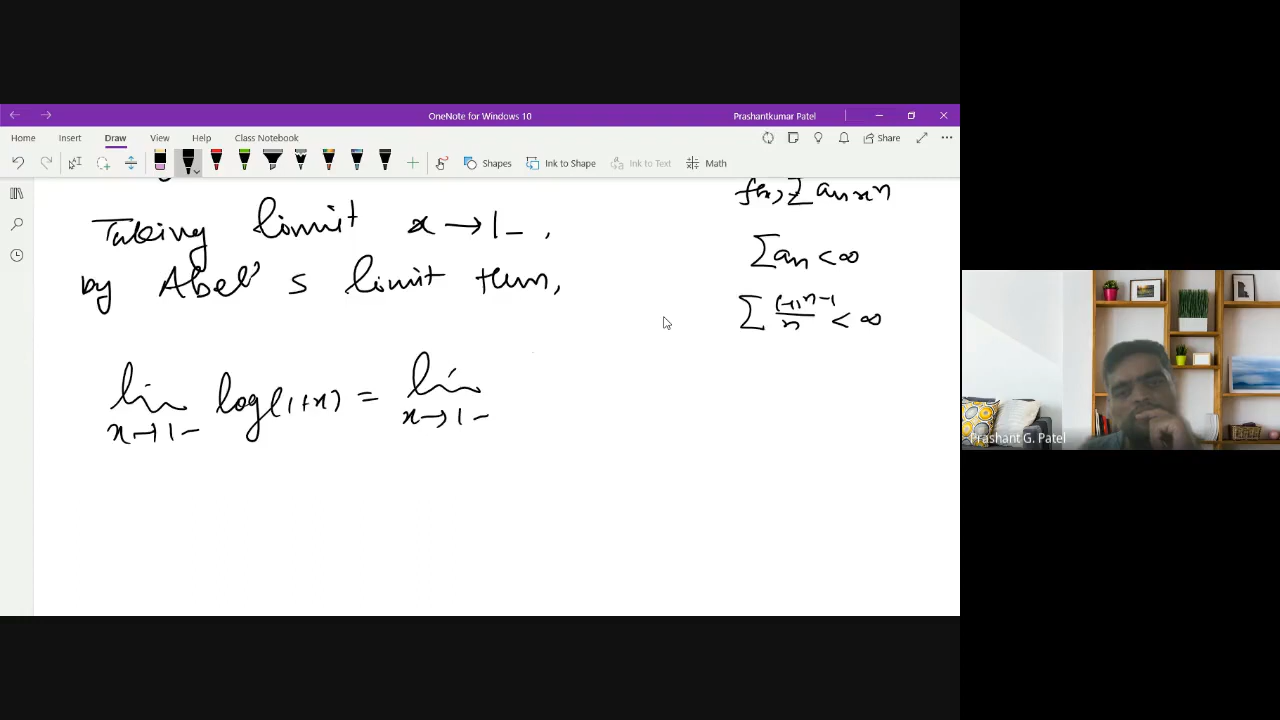 OneNote for Windows 10
Prashantkumar Patel
Home Insert Draw View Help Class Notebook
Share
Shapes Ink to Shape Ink to Text Math
Taking limit x → 1– ,
by Abel's limit thm,
lim log(1+x) = lim
x→1– x→1–
f(x) = Σ aₙ xⁿ
Σ aₙ < ∞
Σ (-1)ⁿ⁻¹/n < ∞
Prashant G. Patel